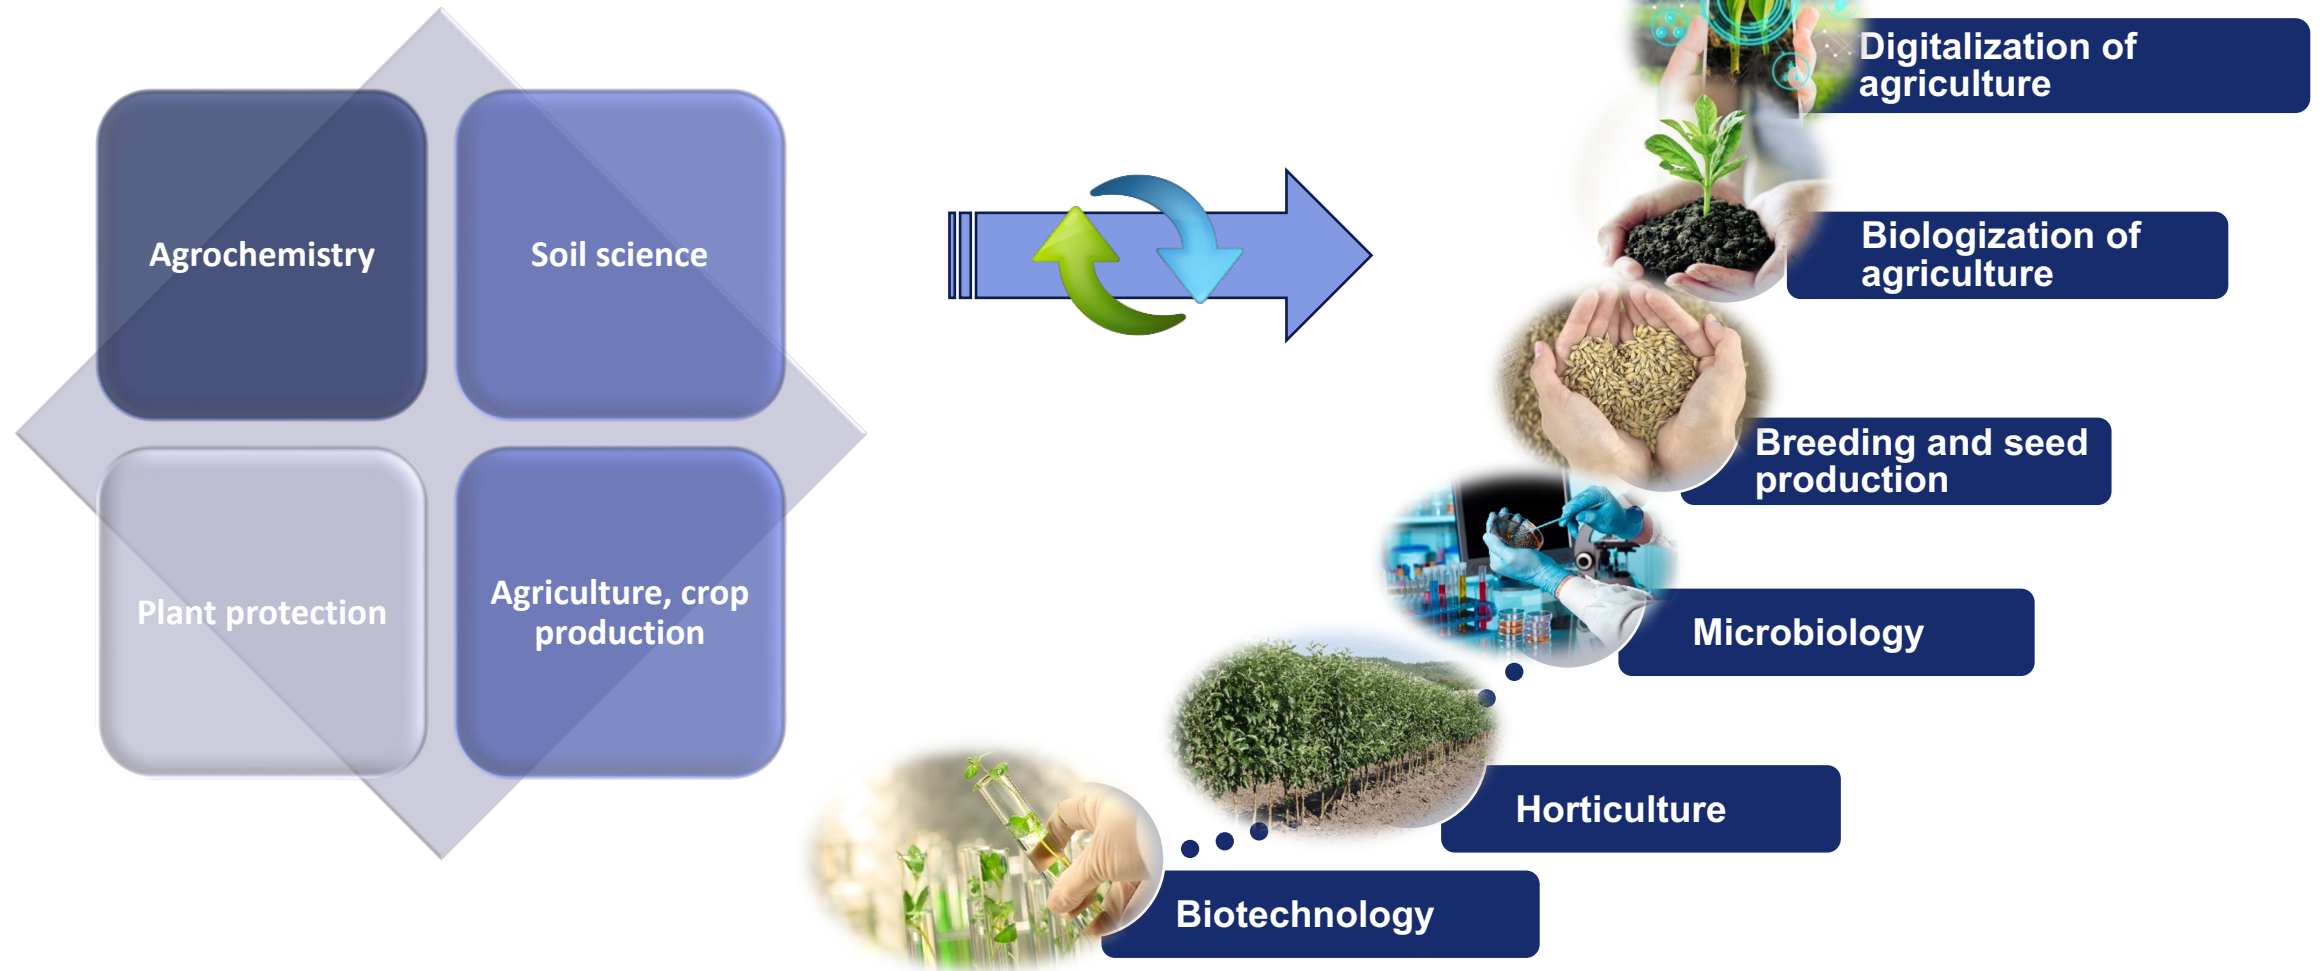 Agrochemistry
Soil science
Plant protection
Agriculture, crop
production
Digitalization of
agriculture
Biologization of
agriculture
Breeding and seed
production
Microbiology
Horticulture
Biotechnology